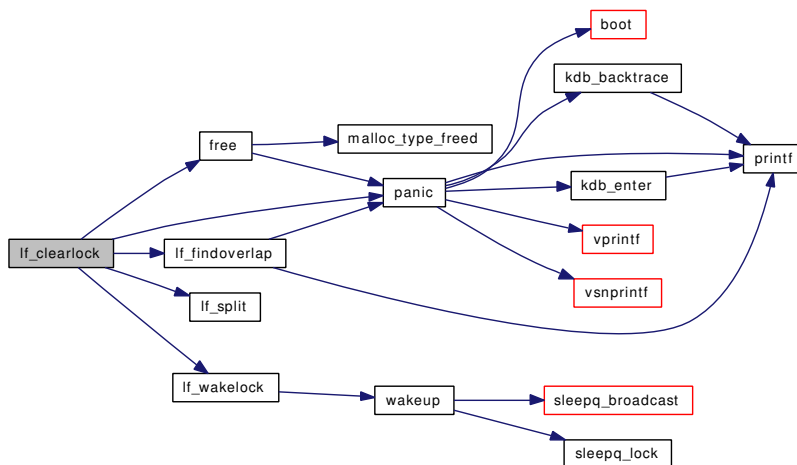 boot
kdb_backtrace
free
malloc_type_freed
printf
panic
kdb_enter
lf_clearlock
lf_findoverlap
vprintf
lf_split
vsnprintf
lf_wakelock
wakeup
sleepq_broadcast
sleepq_lock